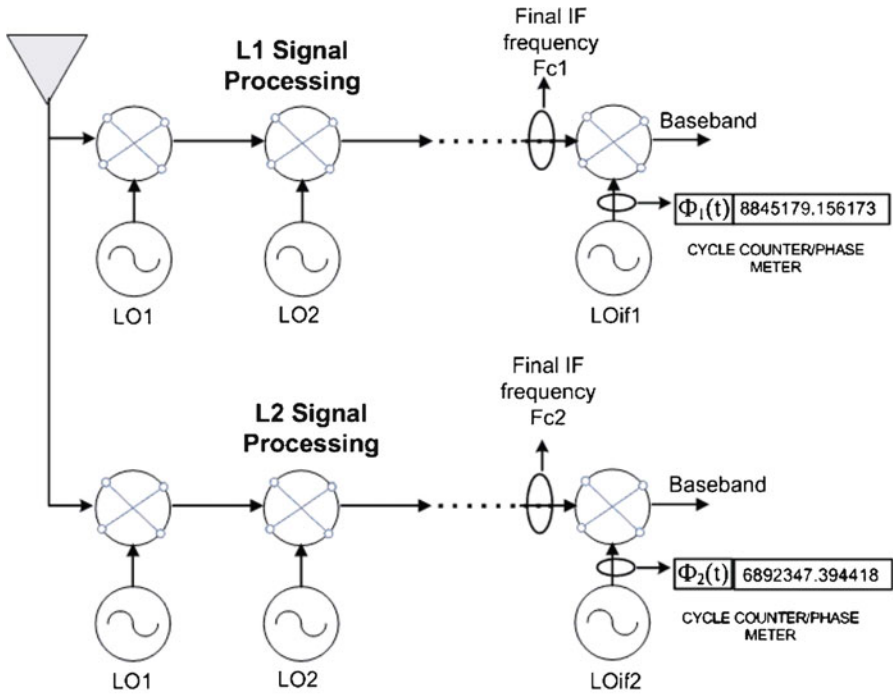 L1 Signal
Processing
Final IF
frequency
Fc1
Baseband
Φ₁(t) 8845179.156173
CYCLE COUNTER/PHASE
METER
LO1
LO2
LOif1
L2 Signal
Processing
Final IF
frequency
Fc2
Baseband
Φ₂(t) 6892347.394418
CYCLE COUNTER/PHASE
METER
LO1
LO2
LOif2